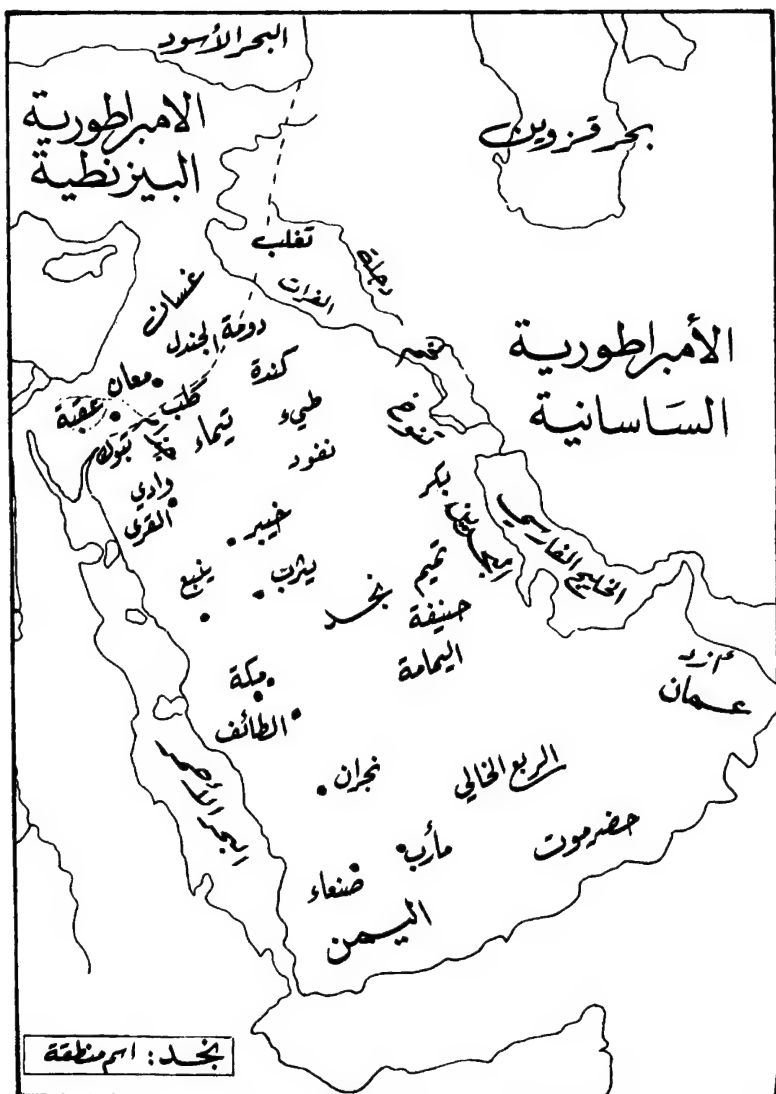 البحر الأسود
الامبراطورية
البيزنطية
بحر قزوين
تغلب
دجلة
الفرات
غسان
دومة
الجندل
الأمبراطورية
الساسانية
كندة
معان
عقبة
كلب
طيء
تيماء
تبوك
تنوخ
نفود
بكر
وادي
القرى
البحرين
الخليج الفارسي
خيبر
تميم
ينبع
يثرب
نجد
حنيفة
اليمامة
مكة
الطائف
عمان
البحر الأحمر
نجران
الربع الخالي
مأرب
حضرموت
صنعاء
اليمن
نجد: اسم منطقة